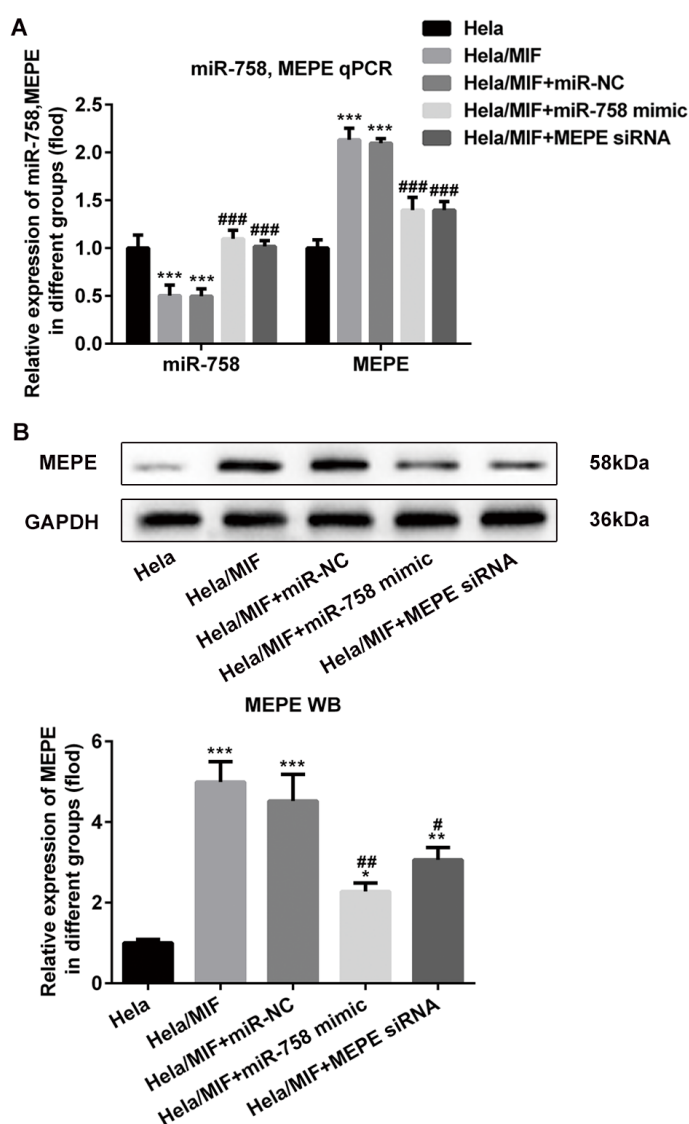 A
Hela
Hela/MIF
Hela/MIF+miR-NC
Hela/MIF+miR-758 mimic
Hela/MIF+MEPE siRNA
miR-758, MEPE qPCR
Relative expression of miR-758,MEPE
in different groups (flod)
2.5
2.0
1.5
1.0
0.5
0.0
***
***
###
###
***
***
###
###
miR-758
MEPE
B
MEPE
58kDa
GAPDH
36kDa
Hela
Hela/MIF
Hela/MIF+miR-NC
Hela/MIF+miR-758 mimic
Hela/MIF+MEPE siRNA
MEPE WB
Relative expression of MEPE
in different groups (flod)
6
4
2
0
***
***
##
*
#
**
Hela
Hela/MIF
Hela/MIF+miR-NC
Hela/MIF+miR-758 mimic
Hela/MIF+MEPE siRNA